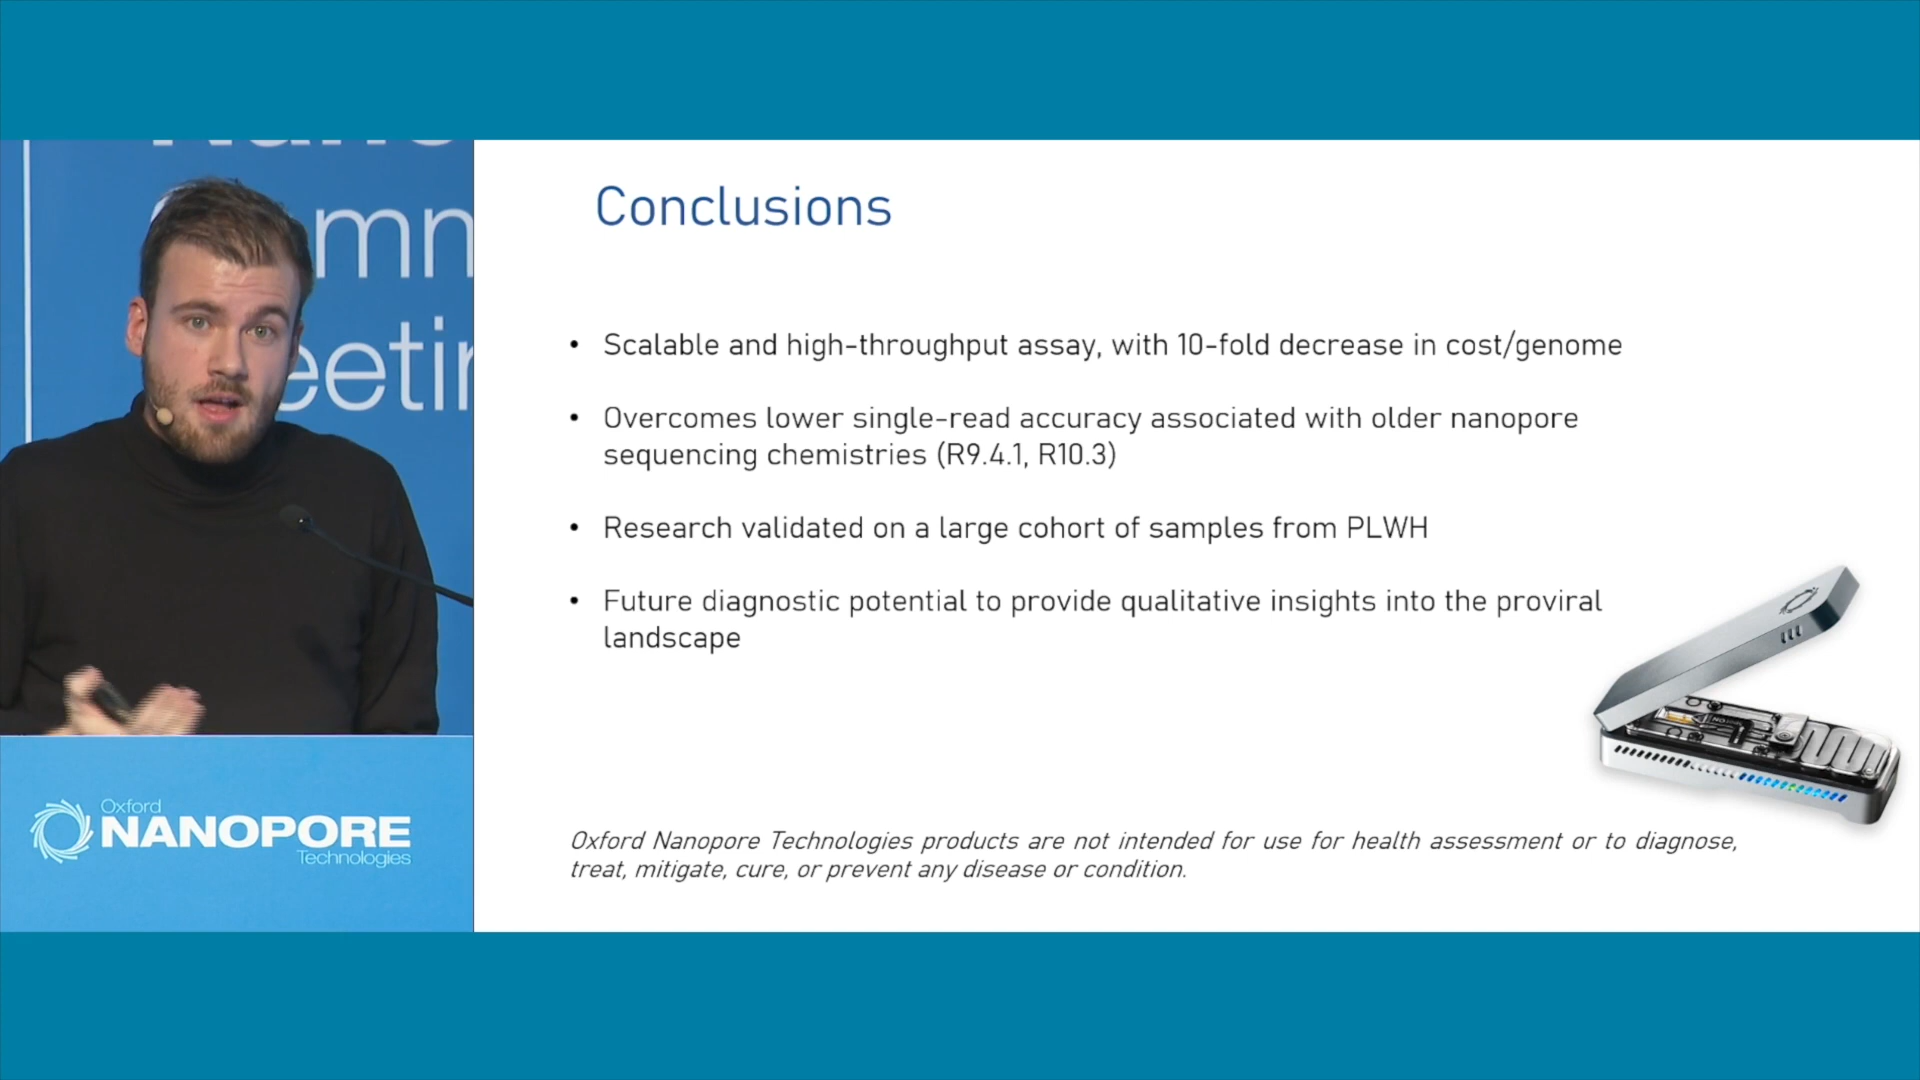 Conclusions
• Scalable and high-throughput assay, with 10-fold decrease in cost/genome
• Overcomes lower single-read accuracy associated with older nanopore
sequencing chemistries (R9.4.1, R10.3)
• Research validated on a large cohort of samples from PLWH
• Future diagnostic potential to provide qualitative insights into the proviral
landscape
Oxford Nanopore Technologies products are not intended for use for health assessment or to diagnose,
treat, mitigate, cure, or prevent any disease or condition.
Oxford
NANOPORE
Technologies